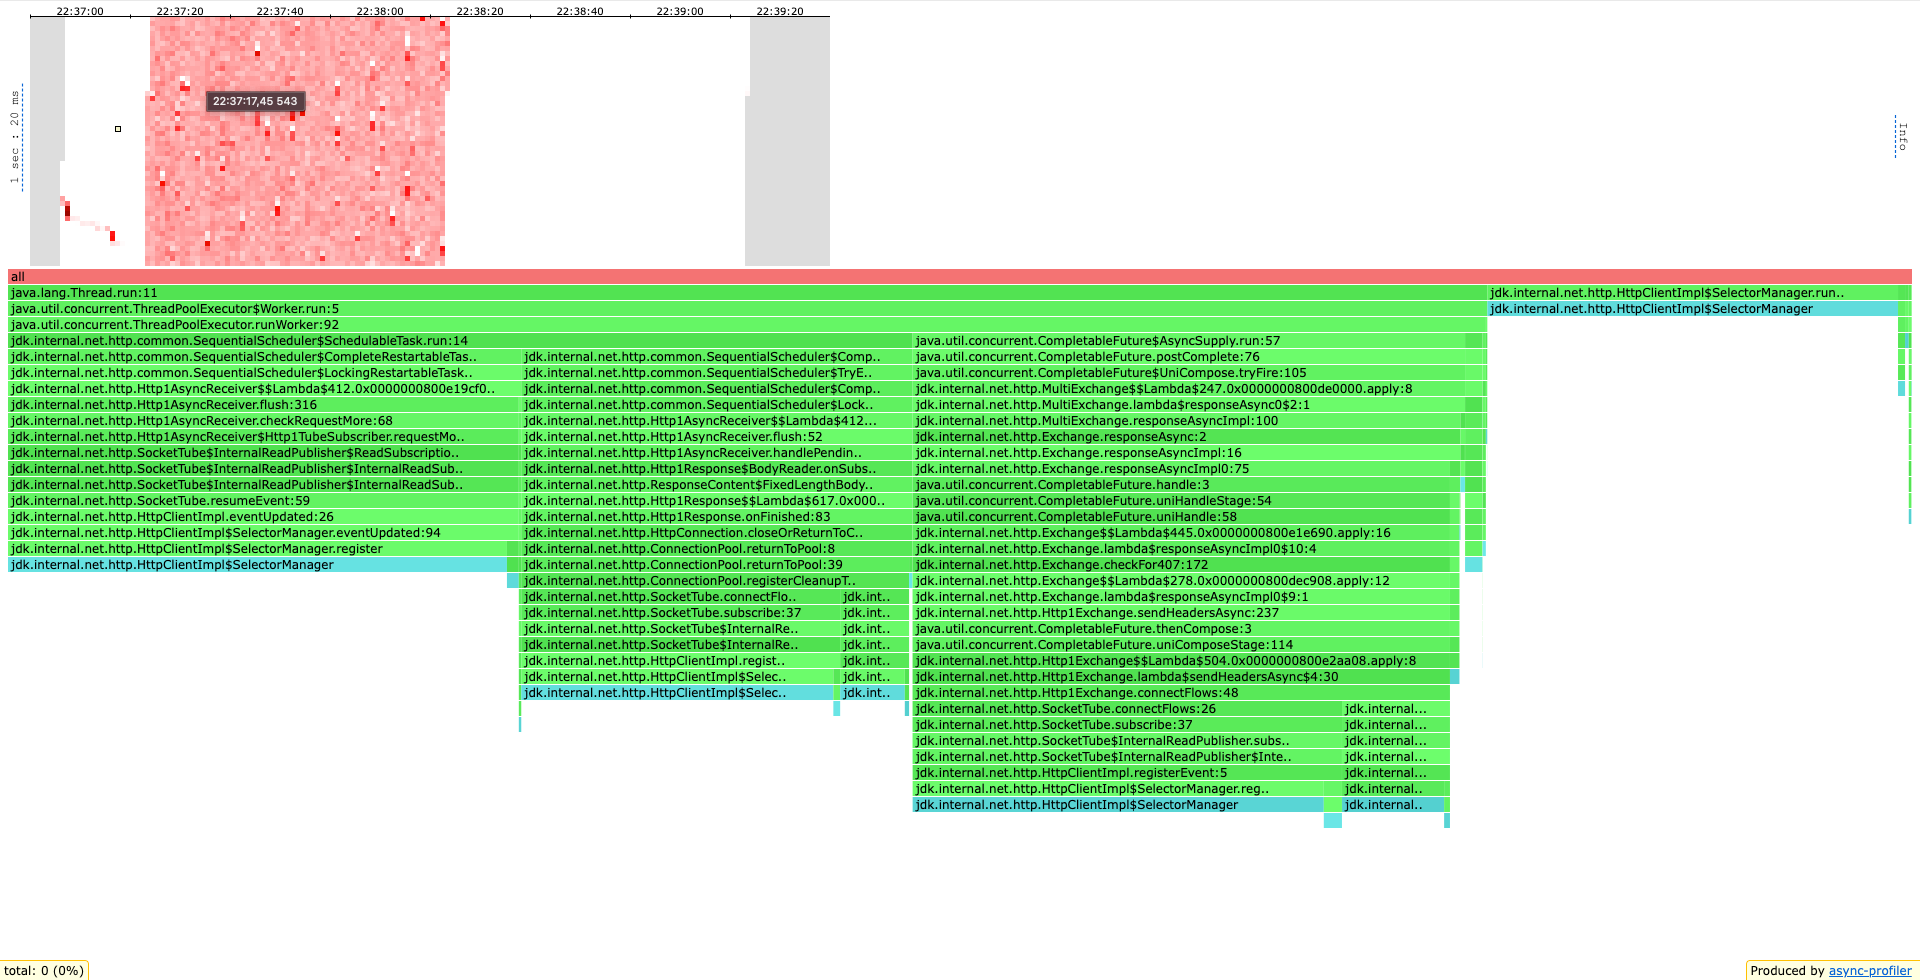 22:37:00 22:37:20 22:37:40 22:38:00 22:38:20 22:38:40 22:39:00 22:39:20
1 sec : 20 ms
22:37:17,45 543
Info
all
java.lang.Thread.run:11 jdk.internal.net.http.HttpClientImpl$SelectorManager.run..
java.util.concurrent.ThreadPoolExecutor$Worker.run:5 jdk.internal.net.http.HttpClientImpl$SelectorManager
java.util.concurrent.ThreadPoolExecutor.runWorker:92
jdk.internal.net.http.common.SequentialScheduler$SchedulableTask.run:14 java.util.concurrent.CompletableFuture$AsyncSupply.run:57
jdk.internal.net.http.common.SequentialScheduler$CompleteRestartableTas.. jdk.internal.net.http.common.SequentialScheduler$Comp.. java.util.concurrent.CompletableFuture.postComplete:76
jdk.internal.net.http.common.SequentialScheduler$LockingRestartableTask.. jdk.internal.net.http.common.SequentialScheduler$TryE.. java.util.concurrent.CompletableFuture$UniCompose.tryFire:105
jdk.internal.net.http.Http1AsyncReceiver$$Lambda$412.0x0000000800e19cf0.. jdk.internal.net.http.common.SequentialScheduler$Comp.. jdk.internal.net.http.MultiExchange$$Lambda$247.0x0000000800de0000.apply:8
jdk.internal.net.http.Http1AsyncReceiver.flush:316 jdk.internal.net.http.common.SequentialScheduler$Lock.. jdk.internal.net.http.MultiExchange.lambda$responseAsync0$2:1
jdk.internal.net.http.Http1AsyncReceiver.checkRequestMore:68 jdk.internal.net.http.Http1AsyncReceiver$$Lambda$412... jdk.internal.net.http.MultiExchange.responseAsyncImpl:100
jdk.internal.net.http.Http1AsyncReceiver$Http1TubeSubscriber.requestMo.. jdk.internal.net.http.Http1AsyncReceiver.flush:52 jdk.internal.net.http.Exchange.responseAsync:2
jdk.internal.net.http.SocketTube$InternalReadPublisher$ReadSubscriptio.. jdk.internal.net.http.Http1AsyncReceiver.handlePendin.. jdk.internal.net.http.Exchange.responseAsyncImpl:16
jdk.internal.net.http.SocketTube$InternalReadPublisher$InternalReadSub.. jdk.internal.net.http.Http1Response$BodyReader.onSubs.. jdk.internal.net.http.Exchange.responseAsyncImpl0:75
jdk.internal.net.http.SocketTube$InternalReadPublisher$InternalReadSub.. jdk.internal.net.http.ResponseContent$FixedLengthBody.. java.util.concurrent.CompletableFuture.handle:3
jdk.internal.net.http.SocketTube.resumeEvent:59 jdk.internal.net.http.Http1Response$$Lambda$617.0x000.. java.util.concurrent.CompletableFuture.uniHandleStage:54
jdk.internal.net.http.HttpClientImpl.eventUpdated:26 jdk.internal.net.http.Http1Response.onFinished:83 java.util.concurrent.CompletableFuture.uniHandle:58
jdk.internal.net.http.HttpClientImpl$SelectorManager.eventUpdated:94 jdk.internal.net.http.HttpConnection.closeOrReturnToC.. jdk.internal.net.http.Exchange$$Lambda$445.0x0000000800e1e690.apply:16
jdk.internal.net.http.HttpClientImpl$SelectorManager.register jdk.internal.net.http.ConnectionPool.returnToPool:8 jdk.internal.net.http.Exchange.lambda$responseAsyncImpl0$10:4
jdk.internal.net.http.HttpClientImpl$SelectorManager jdk.internal.net.http.ConnectionPool.returnToPool:39 jdk.internal.net.http.Exchange.checkFor407:172
jdk.internal.net.http.ConnectionPool.registerCleanupT.. jdk.internal.net.http.Exchange$$Lambda$278.0x0000000800dec908.apply:12
jdk.internal.net.http.SocketTube.connectFlo.. jdk.int.. jdk.internal.net.http.Exchange.lambda$responseAsyncImpl0$9:1
jdk.internal.net.http.SocketTube.subscribe:37 jdk.int.. jdk.internal.net.http.Http1Exchange.sendHeadersAsync:237
jdk.internal.net.http.SocketTube$InternalRe.. jdk.int.. java.util.concurrent.CompletableFuture.thenCompose:3
jdk.internal.net.http.SocketTube$InternalRe.. jdk.int.. java.util.concurrent.CompletableFuture.uniComposeStage:114
jdk.internal.net.http.HttpClientImpl.regist.. jdk.int.. jdk.internal.net.http.Http1Exchange$$Lambda$504.0x0000000800e2aa08.apply:8
jdk.internal.net.http.HttpClientImpl$Selec.. jdk.int.. jdk.internal.net.http.Http1Exchange.lambda$sendHeadersAsync$4:30
jdk.internal.net.http.HttpClientImpl$Selec.. jdk.int.. jdk.internal.net.http.Http1Exchange.connectFlows:48
jdk.internal.net.http.SocketTube.connectFlows:26 jdk.internal...
jdk.internal.net.http.SocketTube.subscribe:37 jdk.internal...
jdk.internal.net.http.SocketTube$InternalReadPublisher.subs.. jdk.internal...
jdk.internal.net.http.SocketTube$InternalReadPublisher$Inte.. jdk.internal...
jdk.internal.net.http.HttpClientImpl.registerEvent:5 jdk.internal...
jdk.internal.net.http.HttpClientImpl$SelectorManager.reg.. jdk.internal..
jdk.internal.net.http.HttpClientImpl$SelectorManager jdk.internal..
total: 0 (0%)
Produced by async-profiler